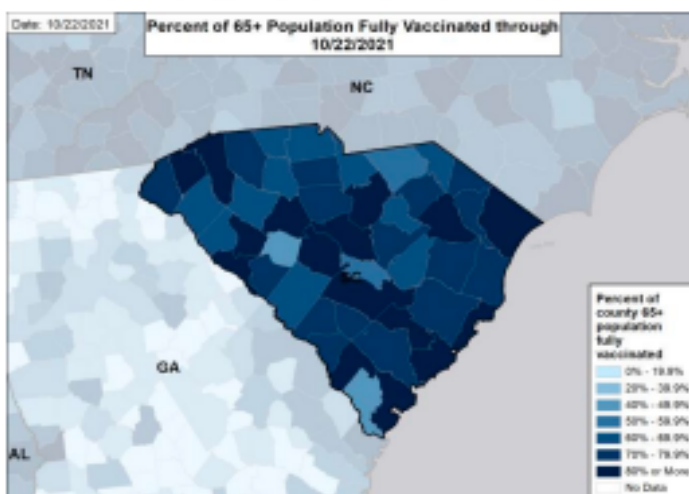 Date: 10/22/2021
Percent of 65+ Population Fully Vaccinated through
10/22/2021
TN
NC
SC
GA
AL
Percent of
county 65+
population
fully
vaccinated
0% - 19.9%
20% - 39.9%
40% - 49.9%
50% - 59.9%
60% - 69.9%
70% - 79.9%
80% or More
No Data